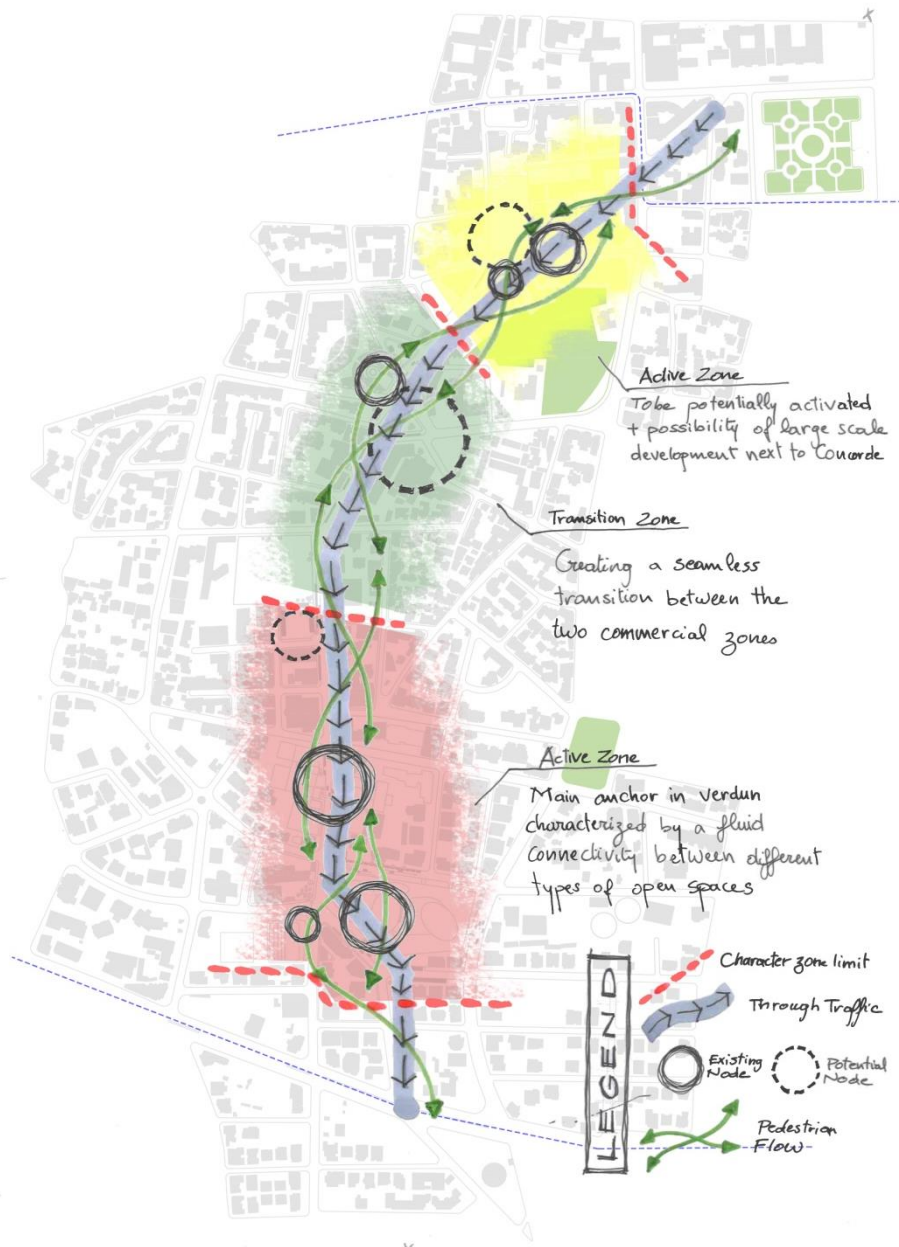 Active Zone
To be potentially activated
+ possibility of large scale
development next to Concorde
Transition Zone
Creating a seamless
transition between the
two commercial zones
Active Zone
Main anchor in verdun
characterized by a fluid
connectivity between different
types of open spaces
LEGEND
Character zone limit
Through Traffic
Existing
Node
Potential
Node
Pedestrian
Flow